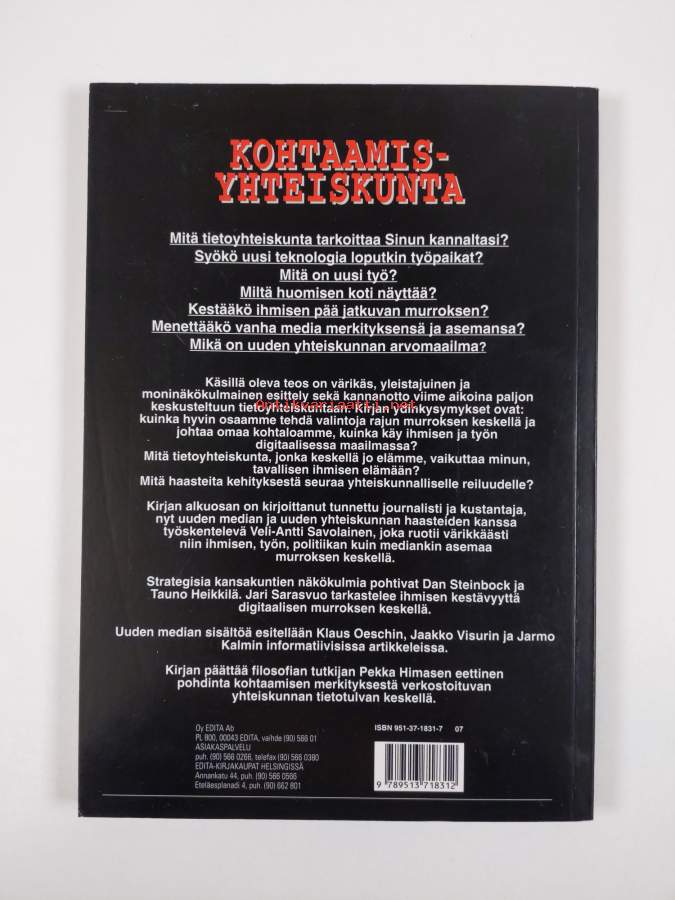 KOHTAAMIS-
YHTEISKUNTA
Mitä tietoyhteiskunta tarkoittaa Sinun kannaltasi?
Syökö uusi teknologia loputkin työpaikat?
Mitä on uusi työ?
Miltä huomisen koti näyttää?
Kestääkö ihmisen pää jatkuvan murroksen?
Menettääkö vanha media merkityksensä ja asemansa?
Mikä on uuden yhteiskunnan arvomaailma?
Käsillä oleva teos on värikäs, yleistajuinen ja
moninäkökulmainen esittely sekä kannanotto viime aikoina paljon
keskusteltuun tietoyhteiskuntaan. Kirjan ydinkysymykset ovat:
Antikvariaatti.net
kuinka hyvin osaamme tehdä valintoja rajun murroksen keskellä ja
johtaa omaa kohtaloamme, kuinka käy ihmisen ja työn
digitaalisessa maailmassa?
Mitä tietoyhteiskunta, jonka keskellä jo elämme, vaikuttaa minun,
tavallisen ihmisen elämään?
Mitä haasteita kehityksestä seuraa yhteiskunnalliselle reiluudelle?
Kirjan alkuosan on kirjoittanut tunnettu journalisti ja kustantaja,
nyt uuden median ja uuden yhteiskunnan haasteiden kanssa
työskentelevä Veli-Antti Savolainen, joka ruotii värikkäästi
niin ihmisen, työn, politiikan kuin mediankin asemaa
murroksen keskellä.
Strategisia kansakuntien näkökulmia pohtivat Dan Steinbock ja
Tauno Heikkilä. Jari Sarasvuo tarkastelee ihmisen kestävyyttä
digitaalisen murroksen keskellä.
Uuden median sisältöä esitellään Klaus Oeschin, Jaakko Visurin ja Jarmo
Kalmin informatiivisissa artikkeleissa.
Kirjan päättää filosofian tutkijan Pekka Himasen eettinen
pohdinta kohtaamisen merkityksestä verkostoituvan
yhteiskunnan tietotulvan keskellä.
Oy EDITA Ab
PL 800, 00043 EDITA, vaihde (90) 566 01
ASIAKASPALVELU
puh. (90) 566 0266, telefax (90) 566 0380
EDITA-KIRJAKAUPAT HELSINGISSÄ
Annankatu 44, puh. (90) 566 0566
Eteläesplanadi 4, puh. (90) 662 801
ISBN 951-37-1831-7 07
9 789513 718312